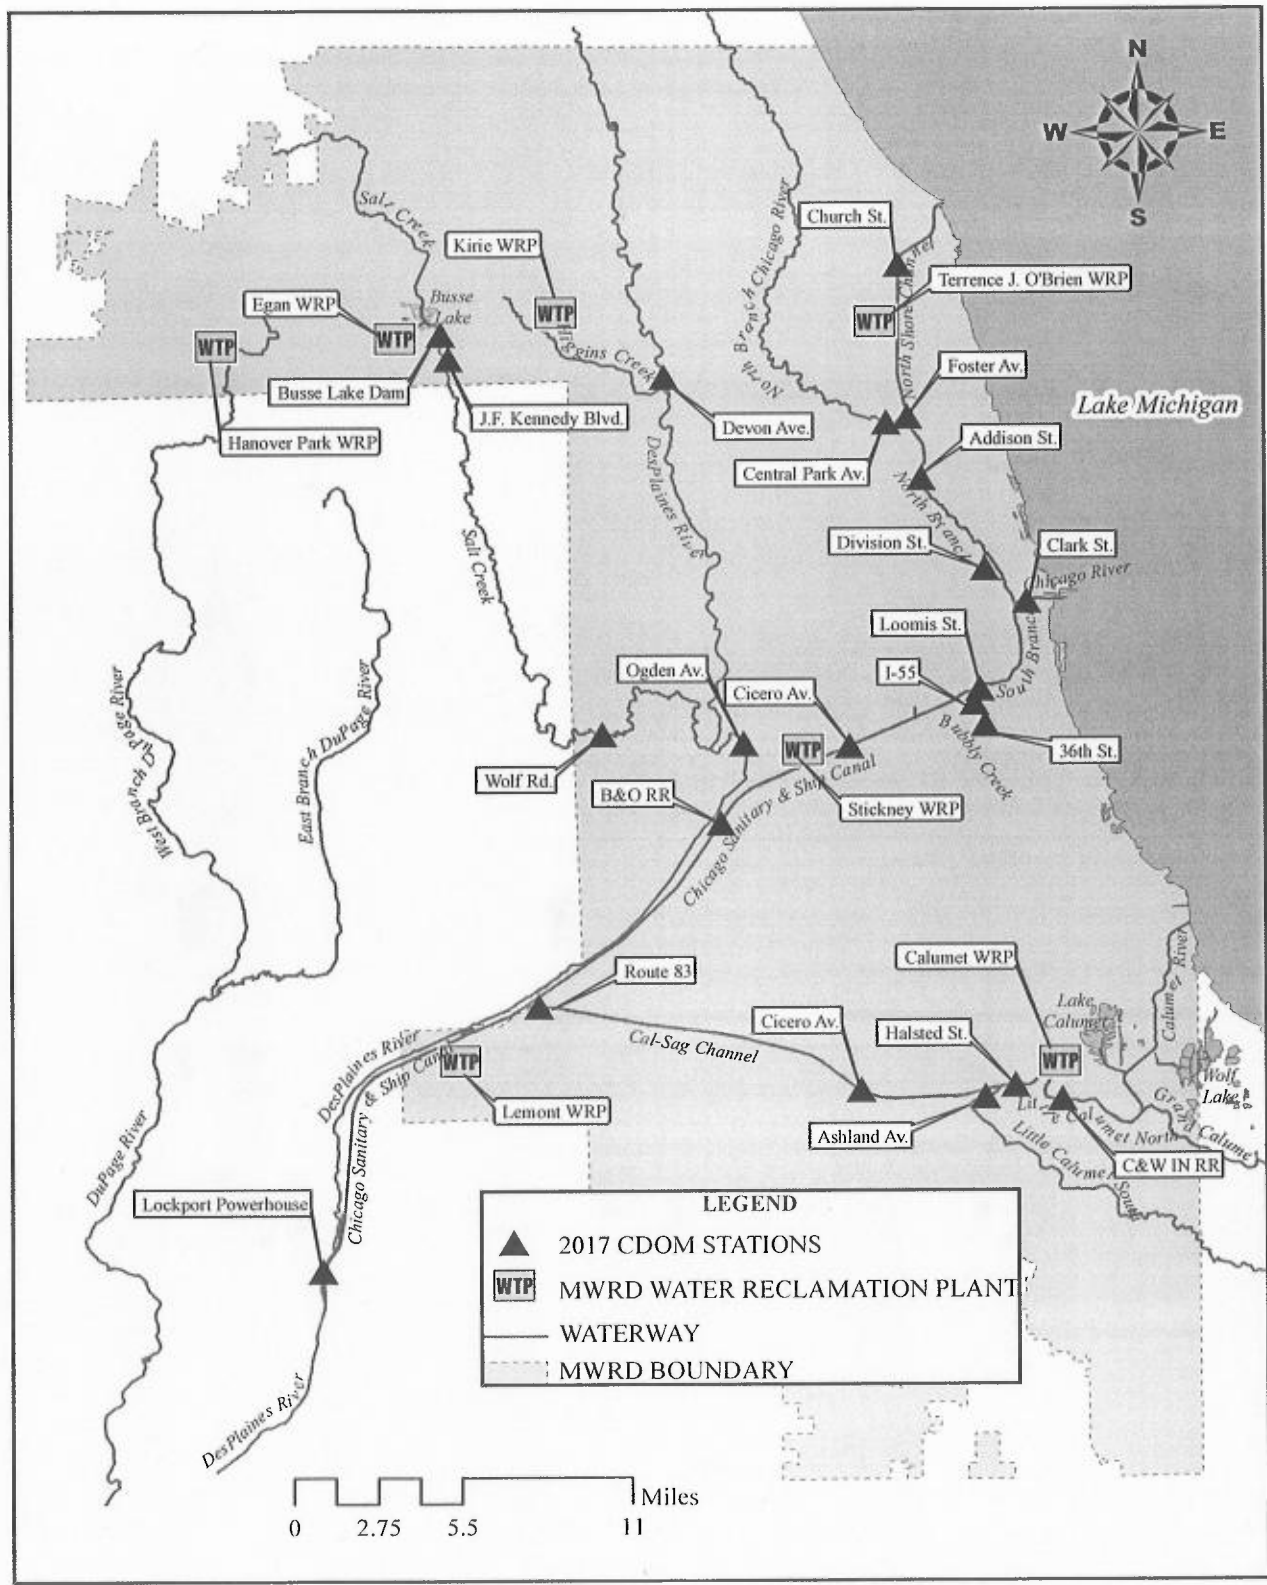 N
W E
S
Salt Creek
Church St.
Kirie WRP
North Branch Chicago River
North Shore Channel
Terrence J. O'Brien WRP
Egan WRP
Busse
Lake
WTP
WTP
WTP
WTP
Higgins Creek
Foster Av.
Busse Lake Dam
J.F. Kennedy Blvd.
Devon Ave.
Lake Michigan
Hanover Park WRP
Addison St.
Central Park Av.
DesPlaines River
North Branch
Salt Creek
Division St.
Clark St.
Chicago River
Loomis St.
South Branch
Ogden Av.
Cicero Av.
I-55
Bubbly Creek
36th St.
WTP
Wolf Rd.
B&O RR
Chicago Sanitary & Ship Canal
Stickney WRP
West Branch DuPage River
East Branch DuPage River
Route 83
Calumet WRP
Calumet River
Lake
Calumet
Cicero Av.
Halsted St.
Cal-Sag Channel
WTP
WTP
Wolf
Lake
DesPlaines River
Chicago Sanitary & Ship Canal
Lemont WRP
Ashland Av.
Little Calumet North
Grand Calume
Little Calumet South
C&W IN RR
DuPage River
Lockport Powerhouse
LEGEND
2017 CDOM STATIONS
WTP MWRD WATER RECLAMATION PLANT
WATERWAY
MWRD BOUNDARY
DesPlaines River
Miles
0 2.75 5.5 11